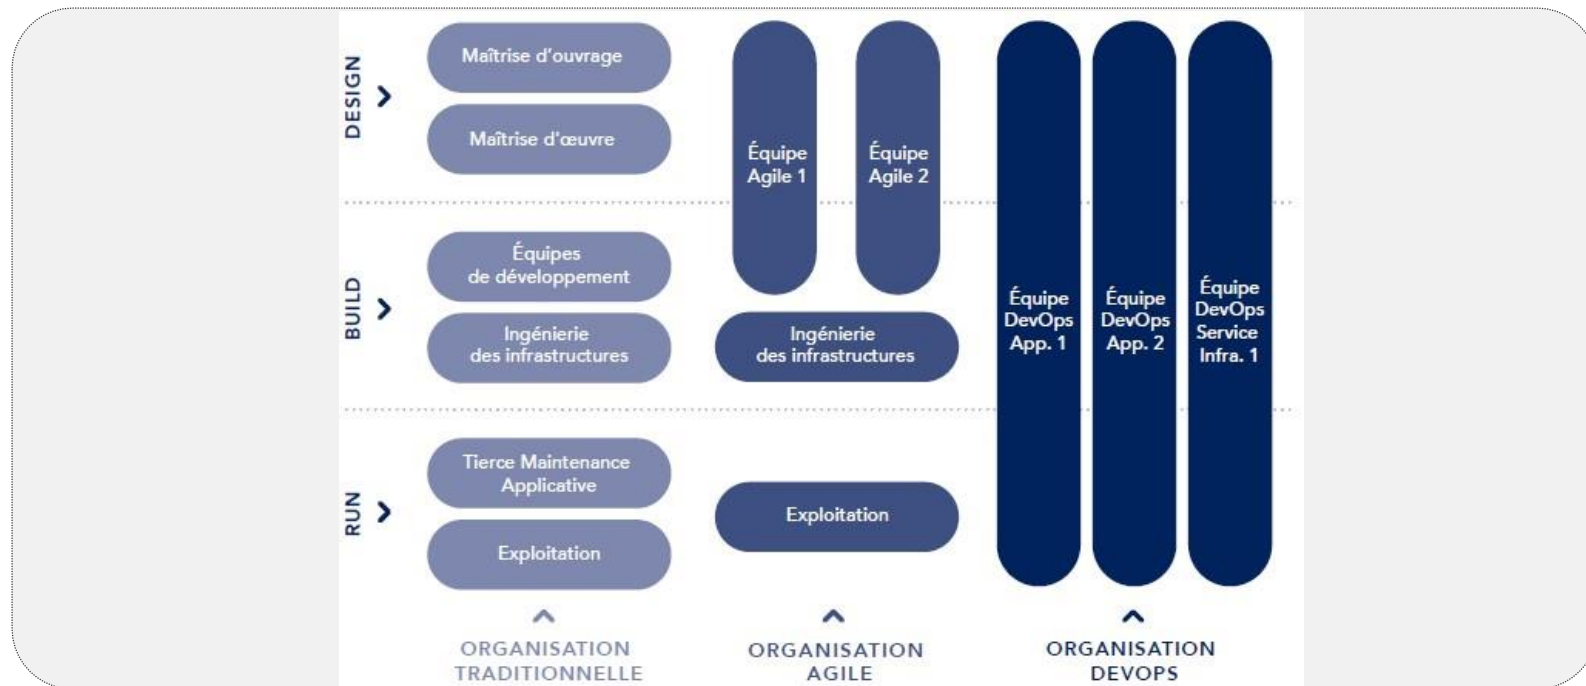 DESIGN
Maîtrise d'ouvrage
Maîtrise d'œuvre
Équipe
Agile 1
Équipe
Agile 2
BUILD
Équipes
de développement
Ingénierie
des infrastructures
Ingénierie
des infrastructures
Équipe
DevOps
App. 1
Équipe
DevOps
App. 2
Équipe
DevOps
Service
Infra. 1
RUN
Tierce Maintenance
Applicative
Exploitation
Exploitation
ORGANISATION
TRADITIONNELLE
ORGANISATION
AGILE
ORGANISATION
DEVOPS